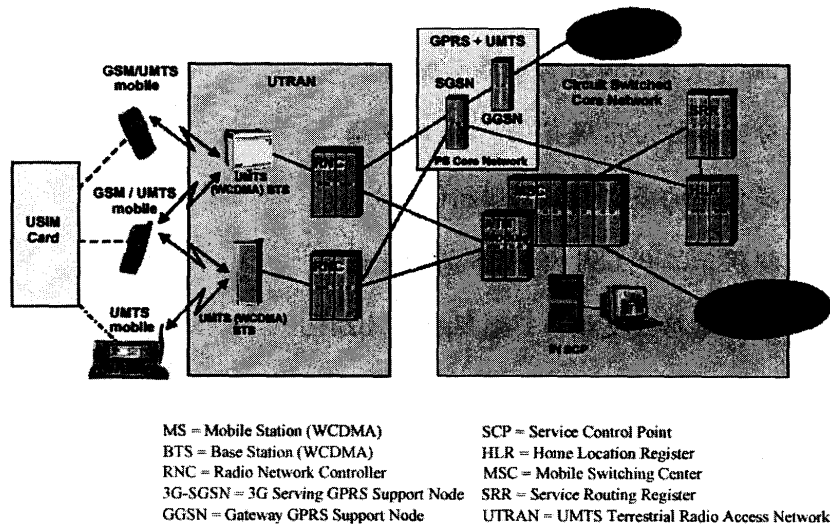 GPRS + UMTS
GSM/UMTS
mobile
UTRAN
SGSN
GGSN
PS Core Network
Circuit Switched
Core Network
SRR
HLR
RNC
UMTS
(WCDMA) BTS
GSM / UMTS
mobile
USIM
Card
MSC
RNC
UMTS (WCDMA)
BTS
UMTS
mobile
SCP
MS = Mobile Station (WCDMA)
BTS = Base Station (WCDMA)
RNC = Radio Network Controller
3G-SGSN = 3G Serving GPRS Support Node
GGSN = Gateway GPRS Support Node
SCP = Service Control Point
HLR = Home Location Register
MSC = Mobile Switching Center
SRR = Service Routing Register
UTRAN = UMTS Terrestrial Radio Access Network